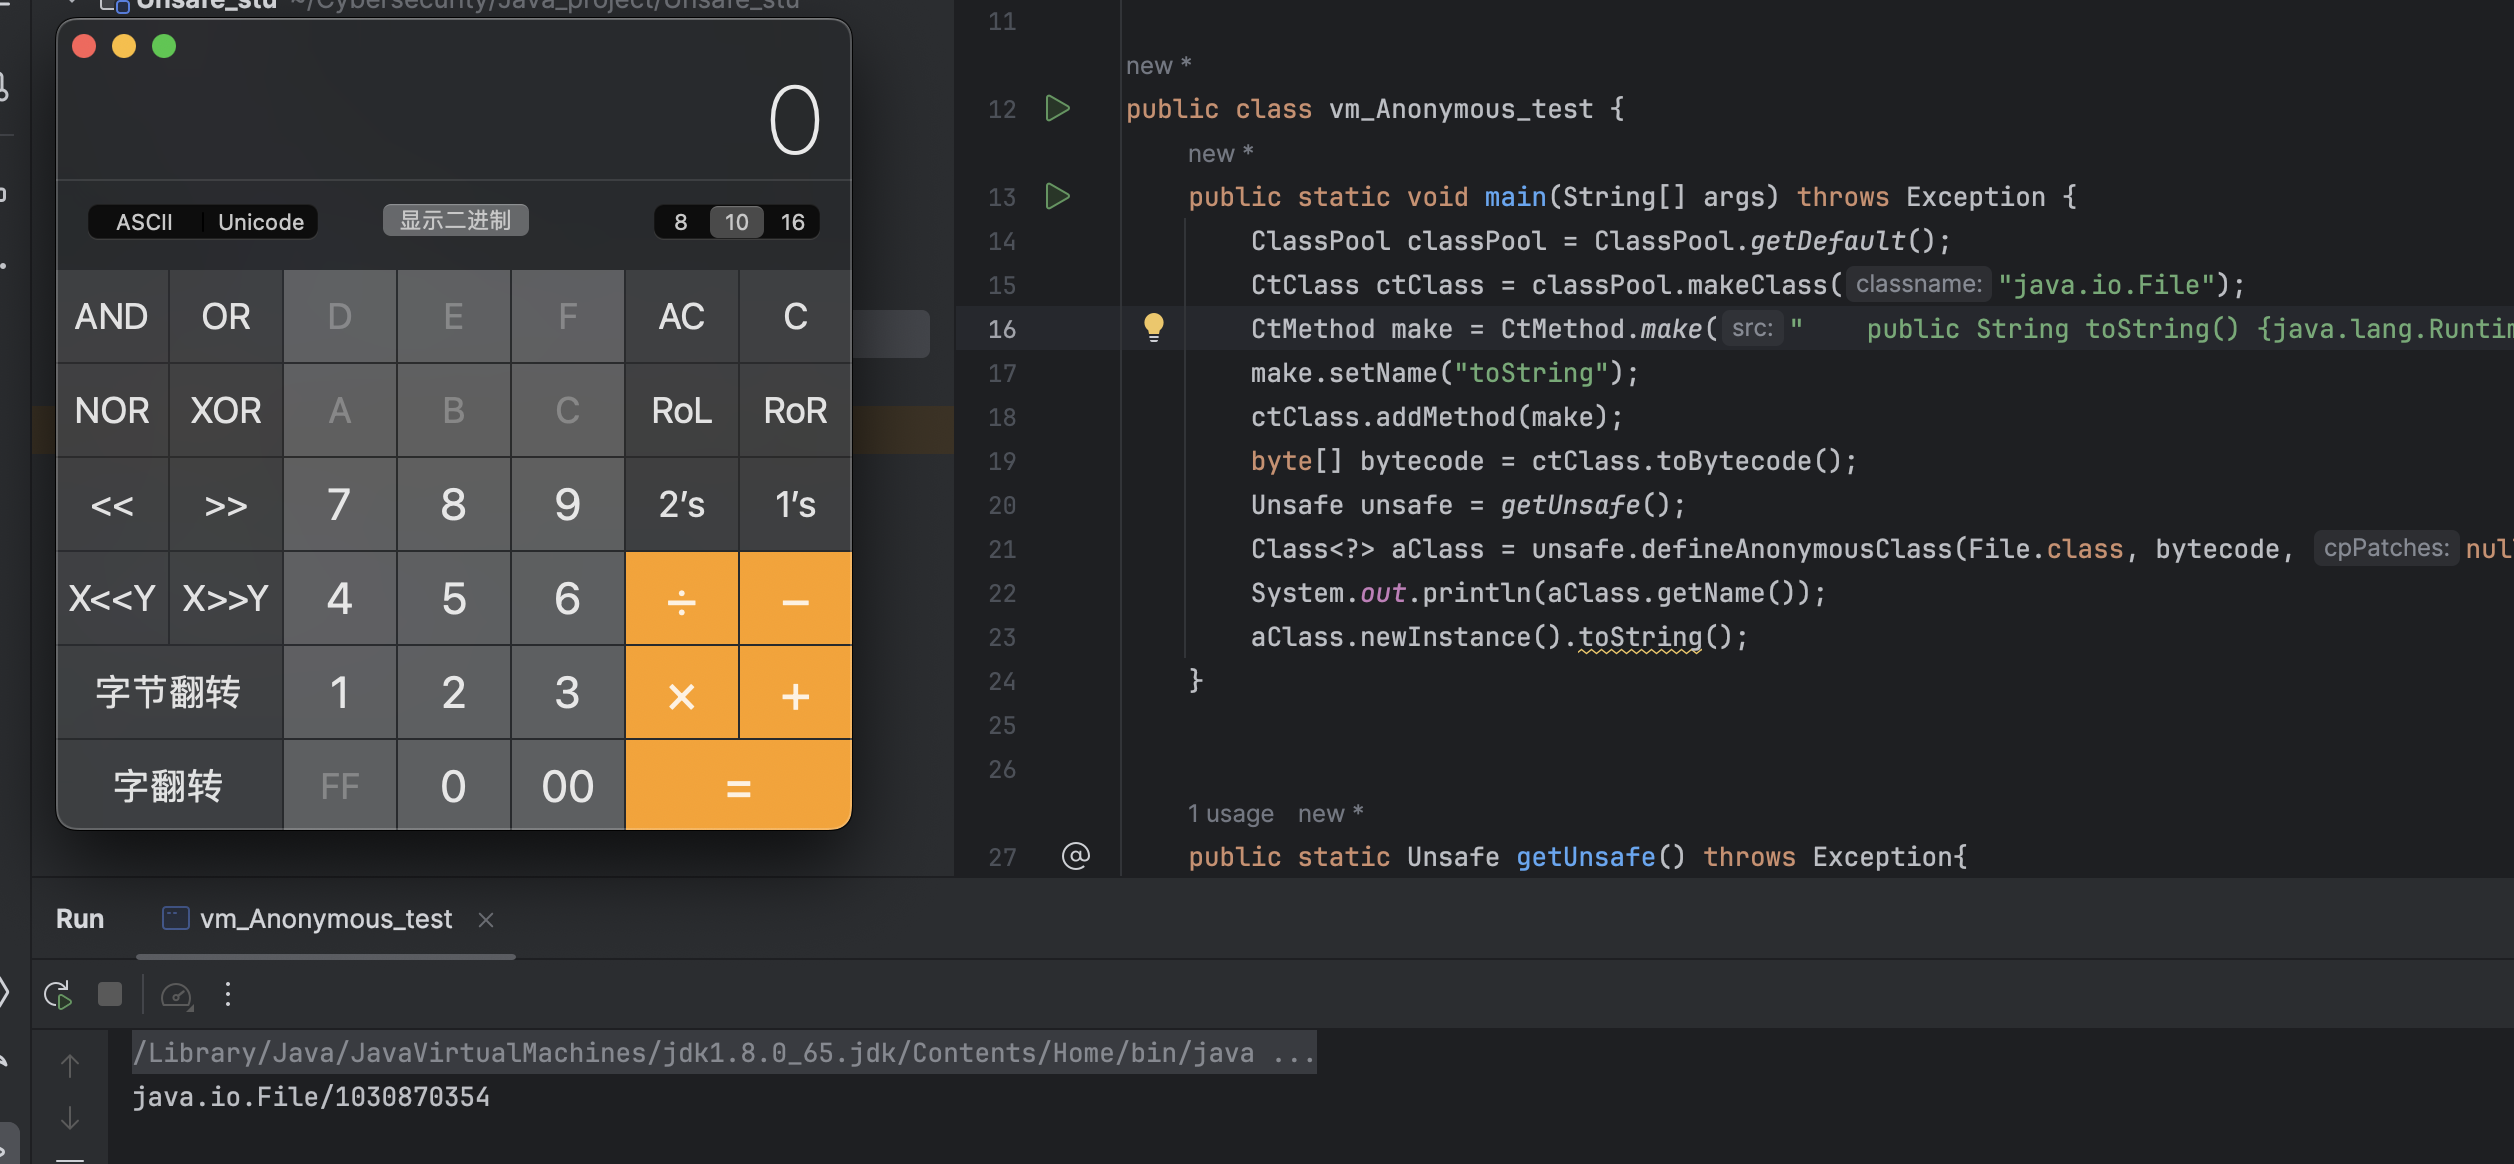 Unsafe_stu ~/Cybersecurity/Java_project/Unsafe_stu
0
ASCII Unicode 显示二进制 8 10 16
AND OR D E F AC C
NOR XOR A B C RoL RoR
<< >> 7 8 9 2's 1's
X<<Y X>>Y 4 5 6 ÷ −
字节翻转 1 2 3 × +
字翻转 FF 0 00 =
11
new *
12 public class vm_Anonymous_test {
new *
13 public static void main(String[] args) throws Exception {
14 ClassPool classPool = ClassPool.getDefault();
15 CtClass ctClass = classPool.makeClass( classname: "java.io.File");
16 CtMethod make = CtMethod.make( src: " public String toString() {java.lang.Runtim
17 make.setName("toString");
18 ctClass.addMethod(make);
19 byte[] bytecode = ctClass.toBytecode();
20 Unsafe unsafe = getUnsafe();
21 Class<?> aClass = unsafe.defineAnonymousClass(File.class, bytecode, cpPatches: nul
22 System.out.println(aClass.getName());
23 aClass.newInstance().toString();
24 }
25
26
1 usage new *
27 public static Unsafe getUnsafe() throws Exception{
Run vm_Anonymous_test ×
/Library/Java/JavaVirtualMachines/jdk1.8.0_65.jdk/Contents/Home/bin/java ...
java.io.File/1030870354